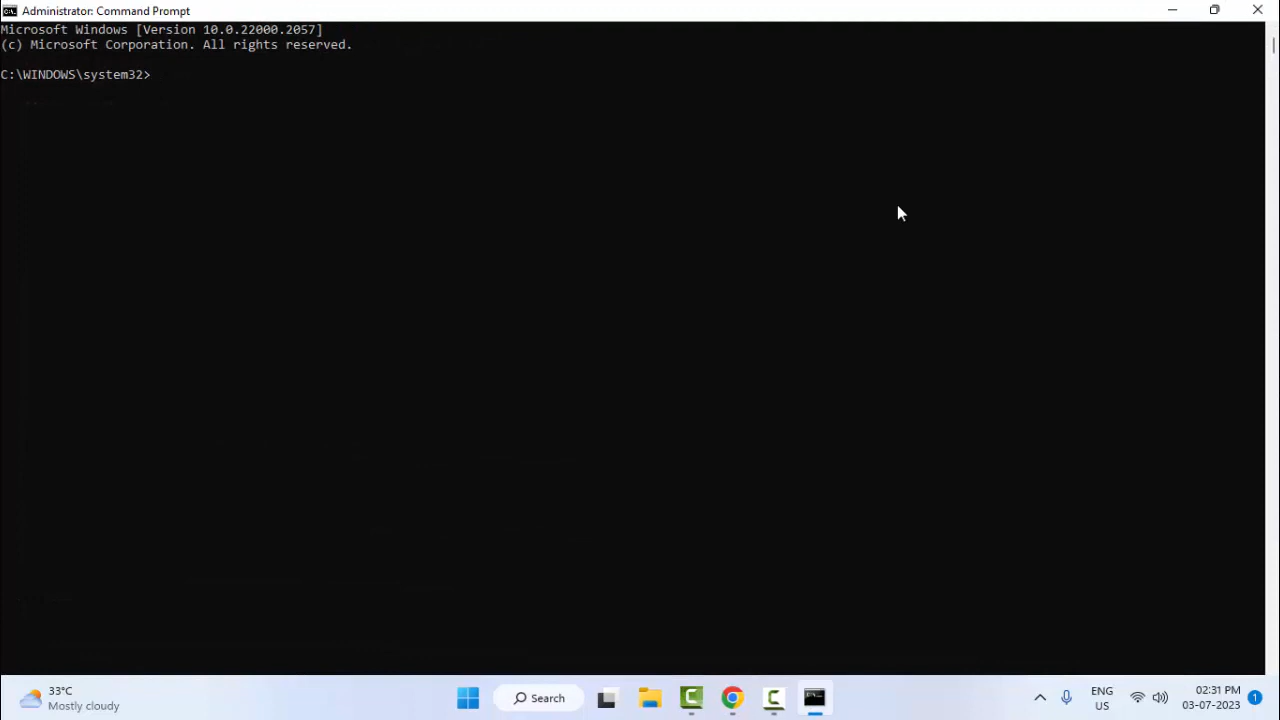 Administrator: Command Prompt
Microsoft Windows [Version 10.0.22000.2057]
(c) Microsoft Corporation. All rights reserved.
C:\WINDOWS\system32>
33°C
Mostly cloudy
Search
ENG
US
02:31 PM
03-07-2023
1